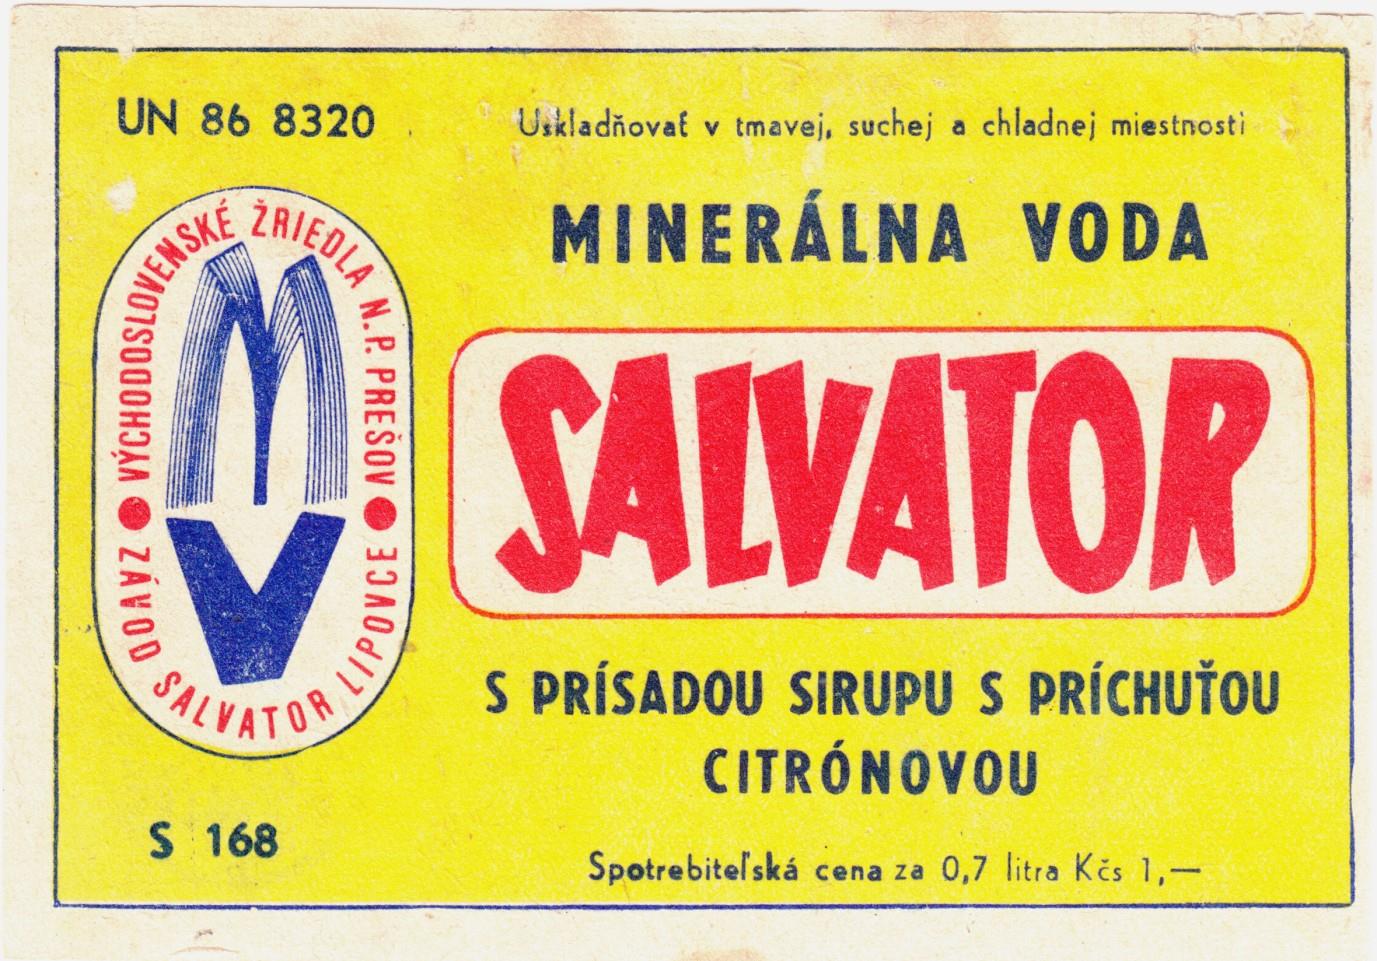 UN 86 8320
Uskladňovať v tmavej, suchej a chladnej miestnosti
MINERÁLNA VODA
SALVATOR
S PRÍSADOU SIRUPU S PRÍCHUŤOU
CITRÓNOVOU
Spotrebiteľská cena za 0,7 litra Kčs 1,—
VÝCHODOSLOVENSKÉ ŽRIEDLA N.P. PREŠOV
MV
ZÁVOD SALVATOR LIPOVCE
S 168